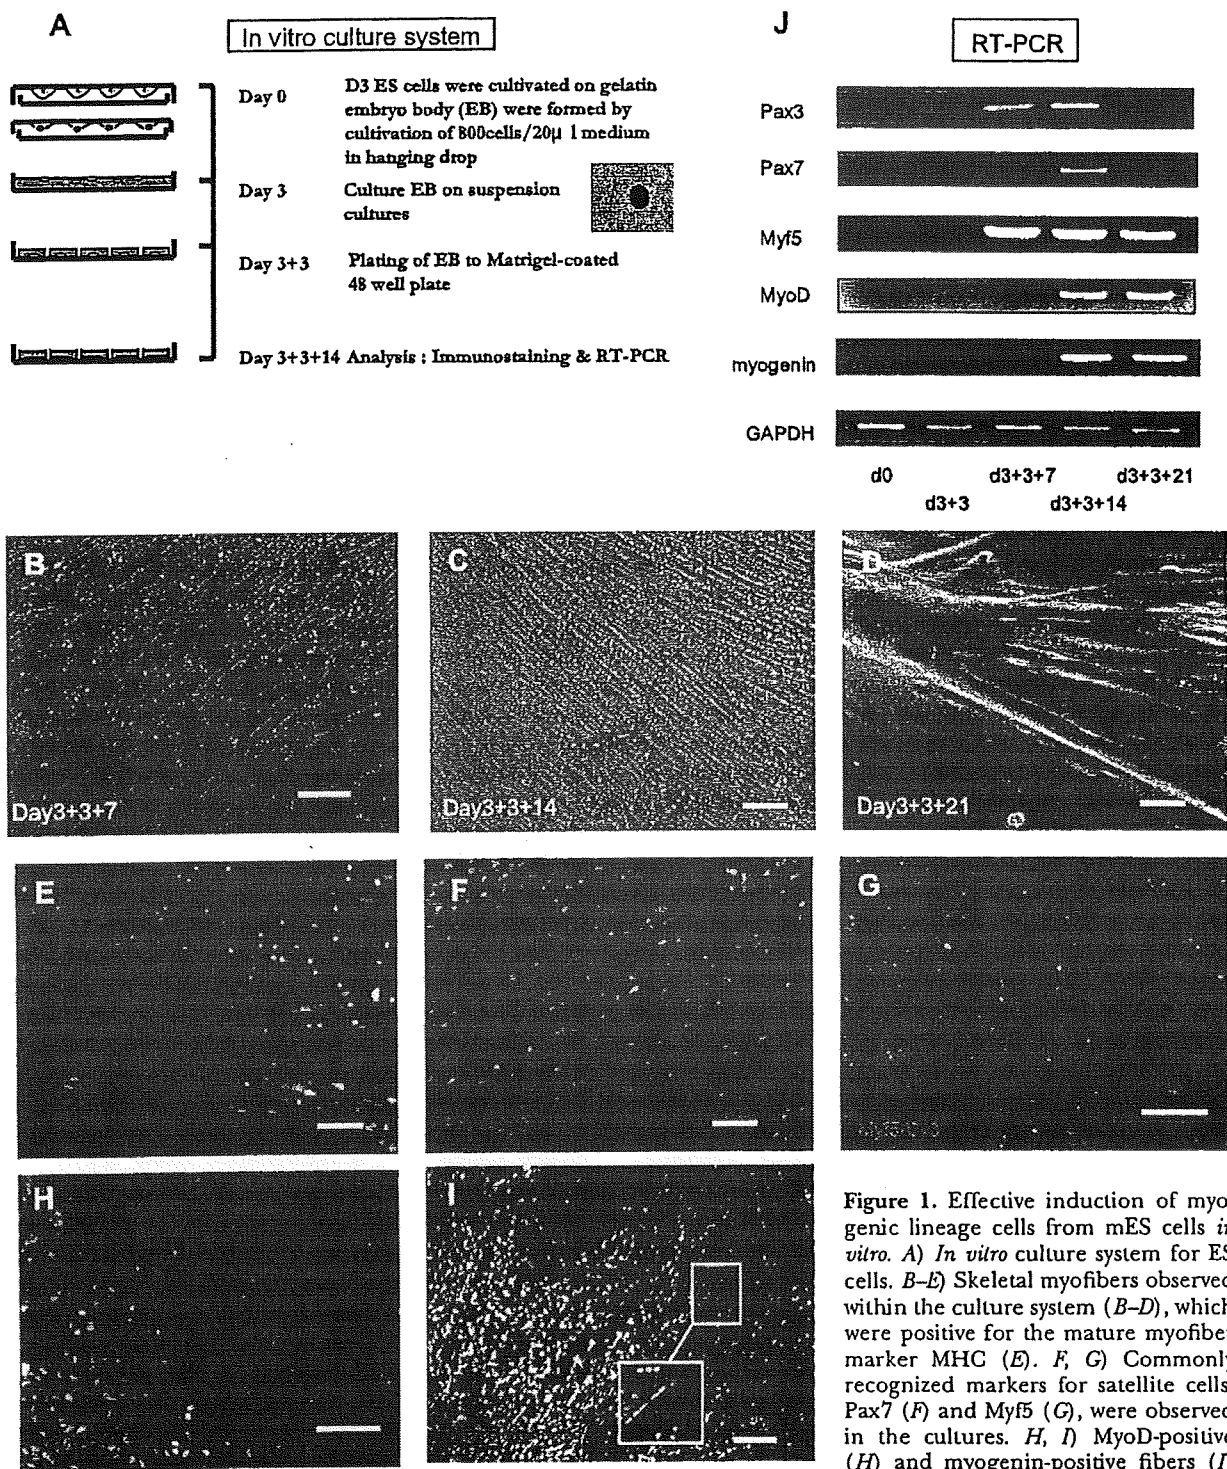 A
In vitro culture system
Day 0
D3 ES cells were cultivated on gelatin
embryo body (EB) were formed by
cultivation of 800cells/20μ l medium
in hanging drop
Day 3
Culture EB on suspension
cultures
Day 3+3
Plating of EB to Matrigel-coated
48 well plate
Day 3+3+14 Analysis : Immunostaining & RT-PCR
J
RT-PCR
Pax3
Pax7
Myf5
MyoD
myogenin
GAPDH
d0
d3+3+7
d3+3+21
d3+3
d3+3+14
B
Day3+3+7
C
Day3+3+14
D
Day3+3+21
E
F
G
H
I
Figure 1. Effective induction of myo
genic lineage cells from mES cells in
vitro. A) In vitro culture system for ES
cells. B–E) Skeletal myofibers observed
within the culture system (B–D), which
were positive for the mature myofiber
marker MHC (E). F, G) Commonly
recognized markers for satellite cells
Pax7 (F) and Myf5 (G), were observed
in the cultures. H, I) MyoD-positive
(H) and myogenin-positive fibers (I